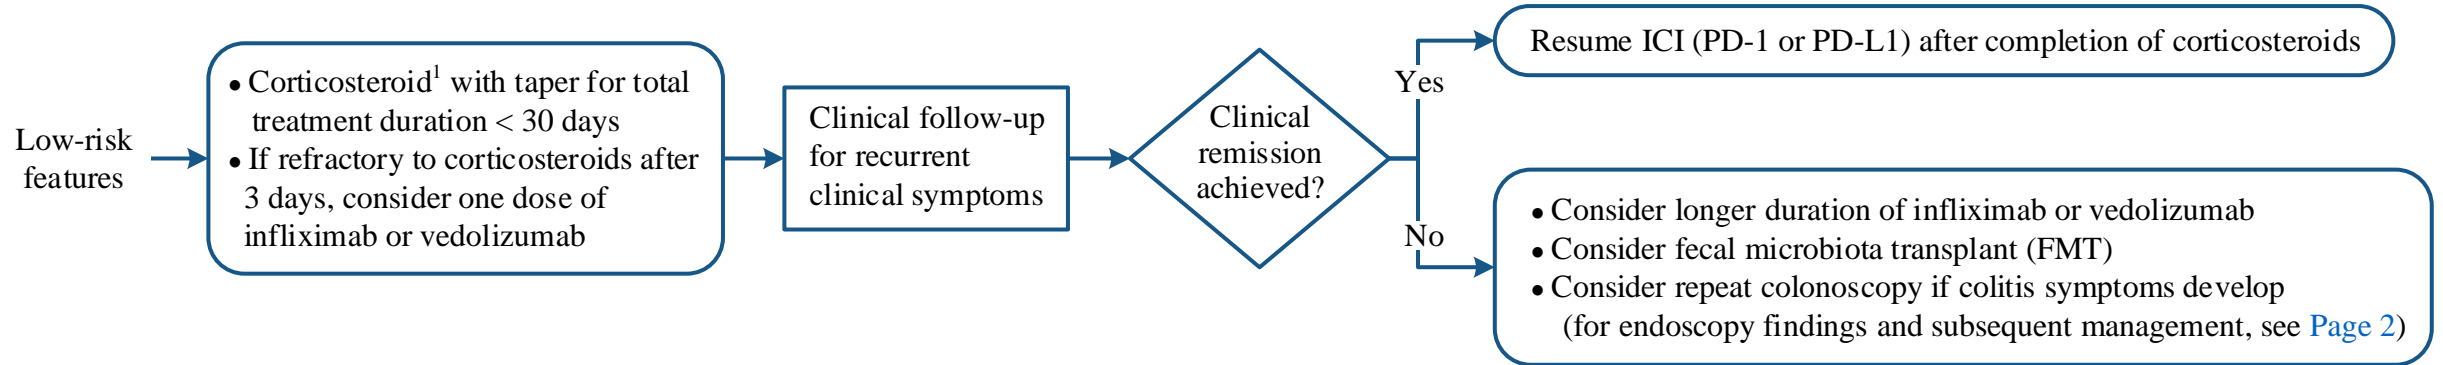 Low-risk
features
• Corticosteroid¹ with taper for total
treatment duration < 30 days
• If refractory to corticosteroids after
3 days, consider one dose of
infliximab or vedolizumab
Clinical follow-up
for recurrent
clinical symptoms
Clinical
remission
achieved?
Yes
Resume ICI (PD-1 or PD-L1) after completion of corticosteroids
No
• Consider longer duration of infliximab or vedolizumab
• Consider fecal microbiota transplant (FMT)
• Consider repeat colonoscopy if colitis symptoms develop
(for endoscopy findings and subsequent management, see Page 2)